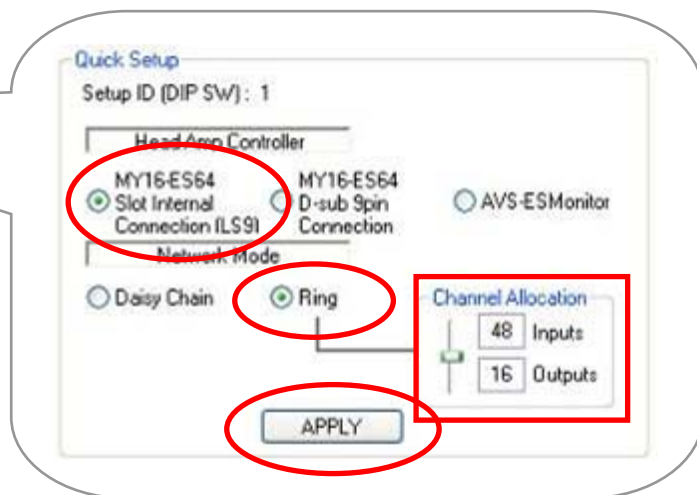 Quick Setup
Setup ID (DIP SW) : 1
Head Amp Controller
MY16-ES64
Slot Internal
Connection (LS9)
MY16-ES64
D-sub 9pin
Connection
AVS-ESMonitor
Network Mode
Daisy Chain
Ring
Channel Allocation
48 Inputs
16 Outputs
APPLY